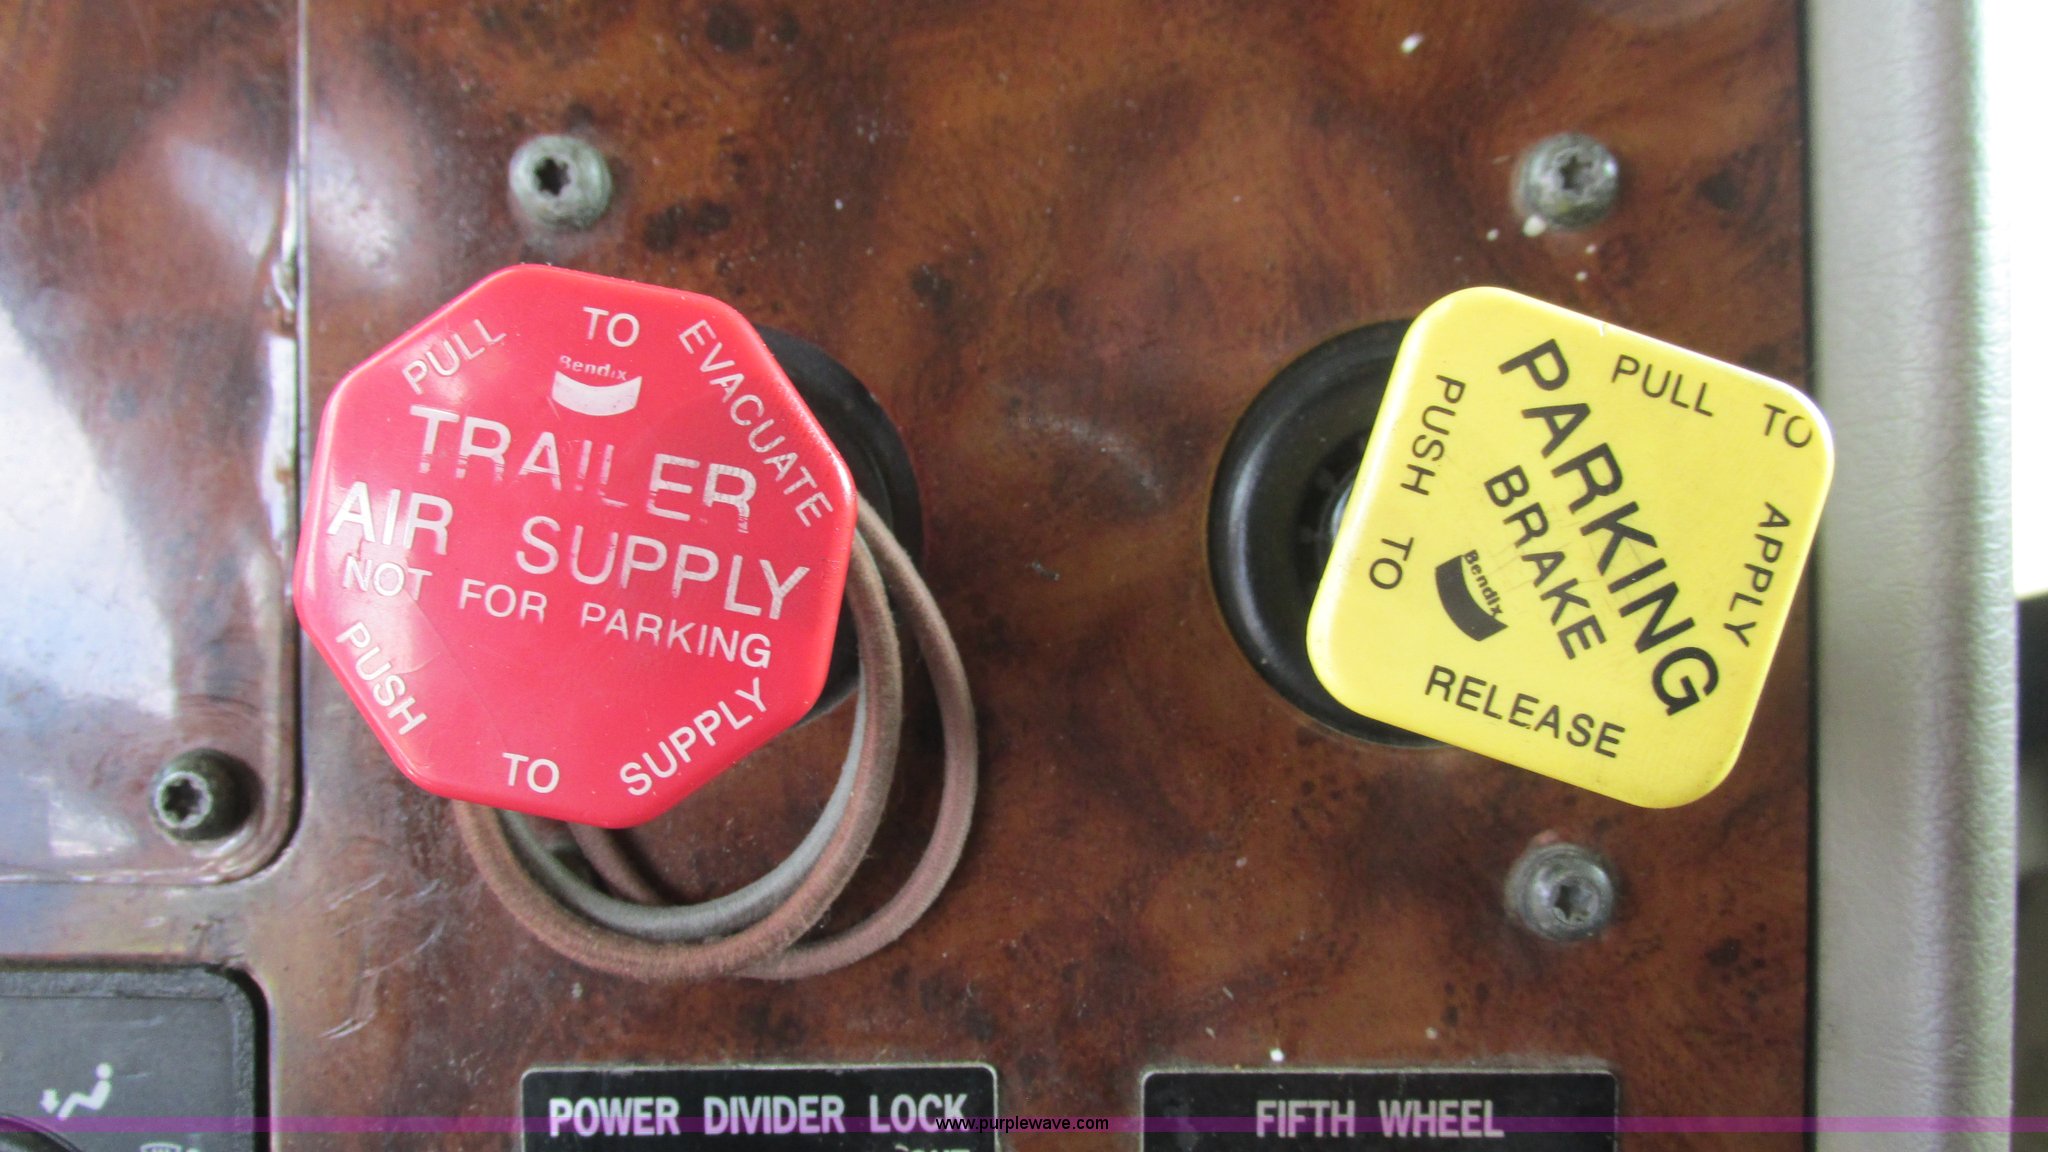 PULL TO EVACUATE
Bendix
TRAILER
AIR SUPPLY
NOT FOR PARKING
PUSH TO SUPPLY
PULL TO APPLY
PARKING
BRAKE
Bendix
PUSH TO RELEASE
POWER DIVIDER LOCK
FIFTH WHEEL
www.purplewave.com